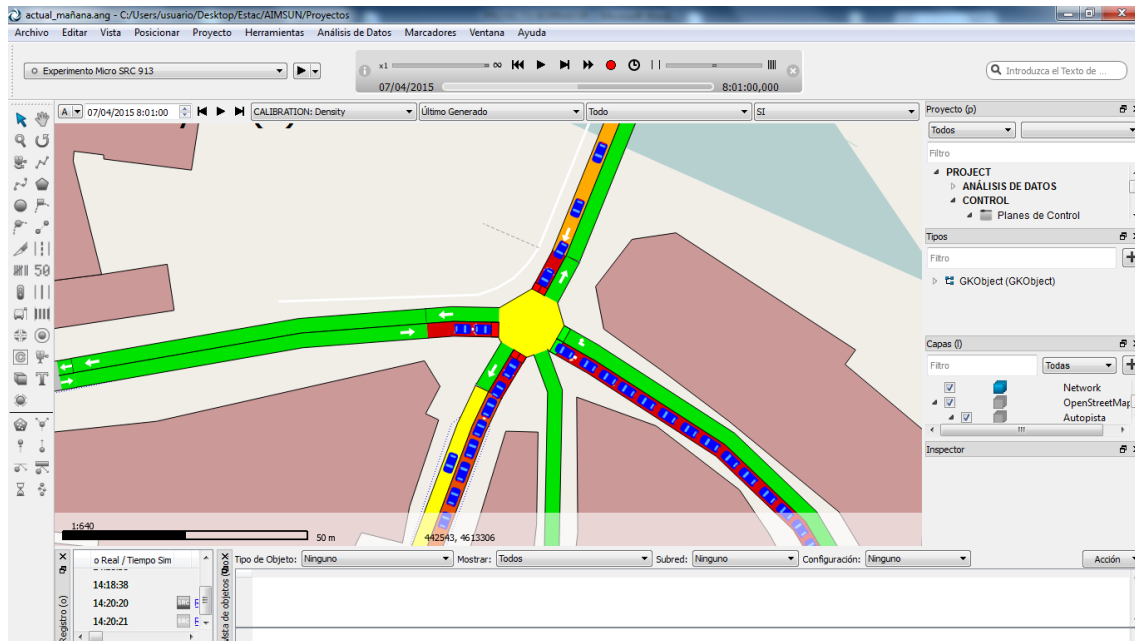 actual_mañana.ang - C:/Users/usuario/Desktop/Estac/AIMSUN/Proyectos
Archivo Editar Vista Posicionar Proyecto Herramientas Análisis de Datos Marcadores Ventana Ayuda
Experimento Micro SRC 913
x1 ∞
07/04/2015 8:01:00,000
Introduzca el Texto de ...
A 07/04/2015 8:01:00 CALIBRATION: Density Último Generado Todo SI
Proyecto (p)
Todos
Filtro
PROJECT
ANÁLISIS DE DATOS
CONTROL
Planes de Control
Tipos
Filtro
GKObject (GKObject)
Capas (l)
Filtro Todas
Network
OpenStreetMap
Autopista
Inspector
50
1:640
50 m
442543, 4613306
Tipo de Objeto: Ninguno Mostrar: Todos Subred: Ninguno Configuración: Ninguno Acción
o Real / Tiempo Sim
14:18:38
14:20:20
14:20:21
Registro (o)